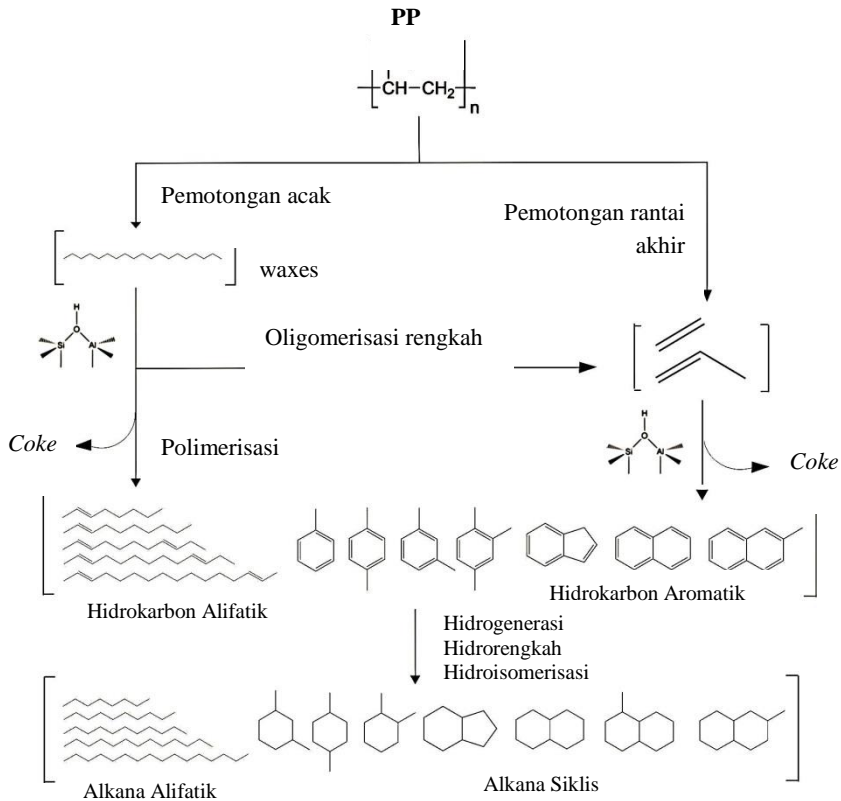 PP
CH-CH2
n
Pemotongan acak
Pemotongan rantai
akhir
waxes
H
O
Si Al
Oligomerisasi rengkah
H
O
Si Al
Coke
Polimerisasi
Coke
Hidrokarbon Alifatik
Hidrokarbon Aromatik
Hidrogenerasi
Hidrorengkah
Hidroisomerisasi
Alkana Alifatik
Alkana Siklis